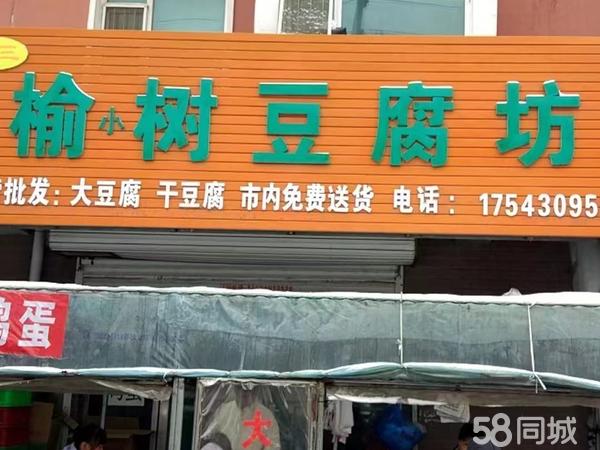 榆小树豆腐坊
批发：大豆腐 干豆腐 市内免费送货 电话：17543095
蛋
大
58同城